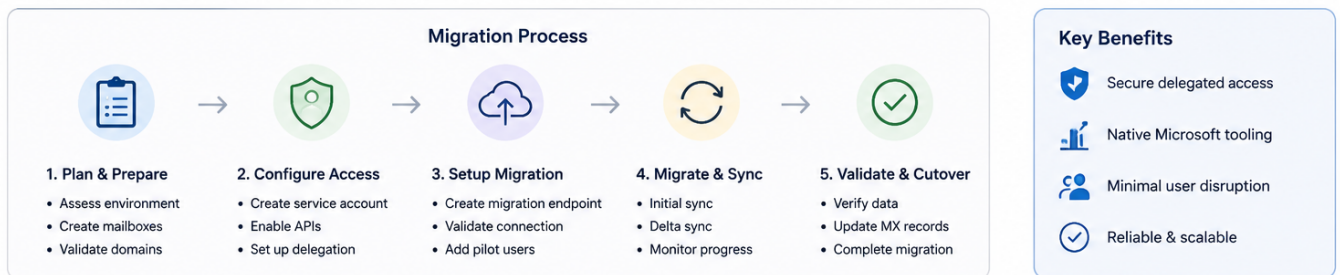 Migration Process
1. Plan & Prepare
• Assess environment
• Create mailboxes
• Validate domains
2. Configure Access
• Create service account
• Enable APIs
• Set up delegation
3. Setup Migration
• Create migration endpoint
• Validate connection
• Add pilot users
4. Migrate & Sync
• Initial sync
• Delta sync
• Monitor progress
5. Validate & Cutover
• Verify data
• Update MX records
• Complete migration
Key Benefits
Secure delegated access
Native Microsoft tooling
Minimal user disruption
Reliable & scalable